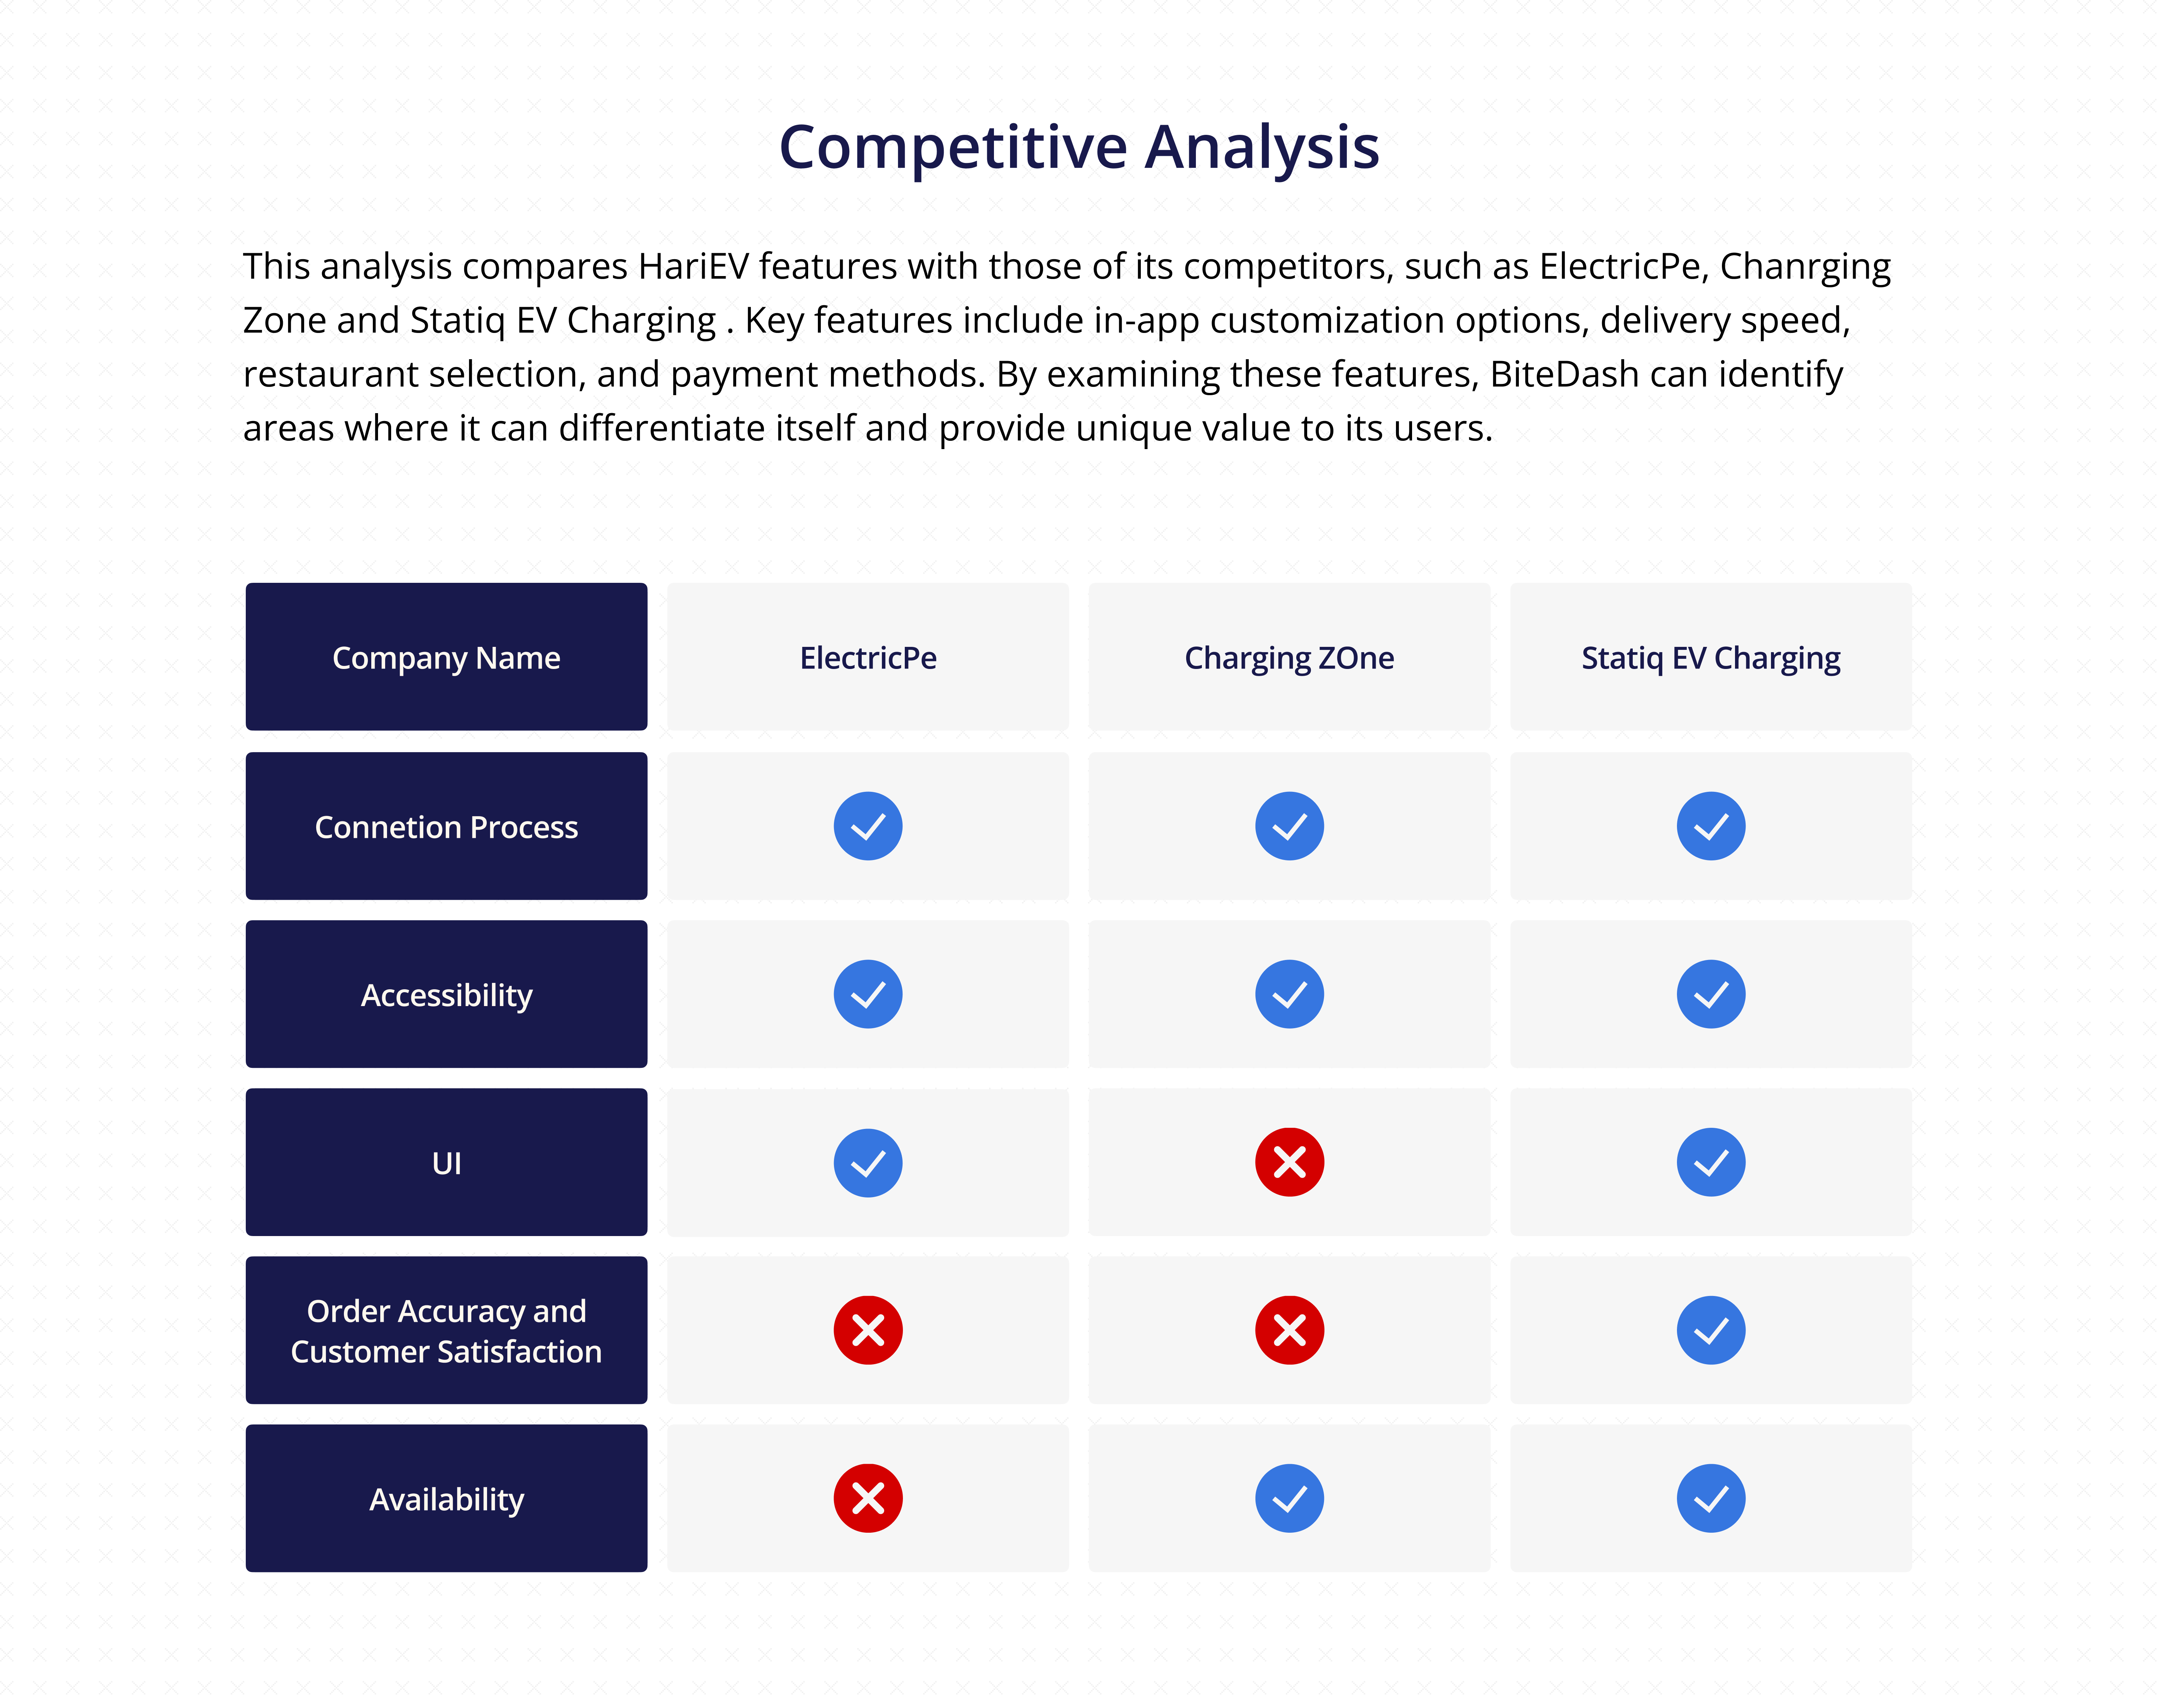 Competitive Analysis
This analysis compares HariEV features with those of its competitors, such as ElectricPe, Chanrging
Zone and Statiq EV Charging . Key features include in-app customization options, delivery speed,
restaurant selection, and payment methods. By examining these features, BiteDash can identify
areas where it can differentiate itself and provide unique value to its users.
Company Name
ElectricPe
Charging ZOne
Statiq EV Charging
Connetion Process
Accessibility
UI
Order Accuracy and
Customer Satisfaction
Availability